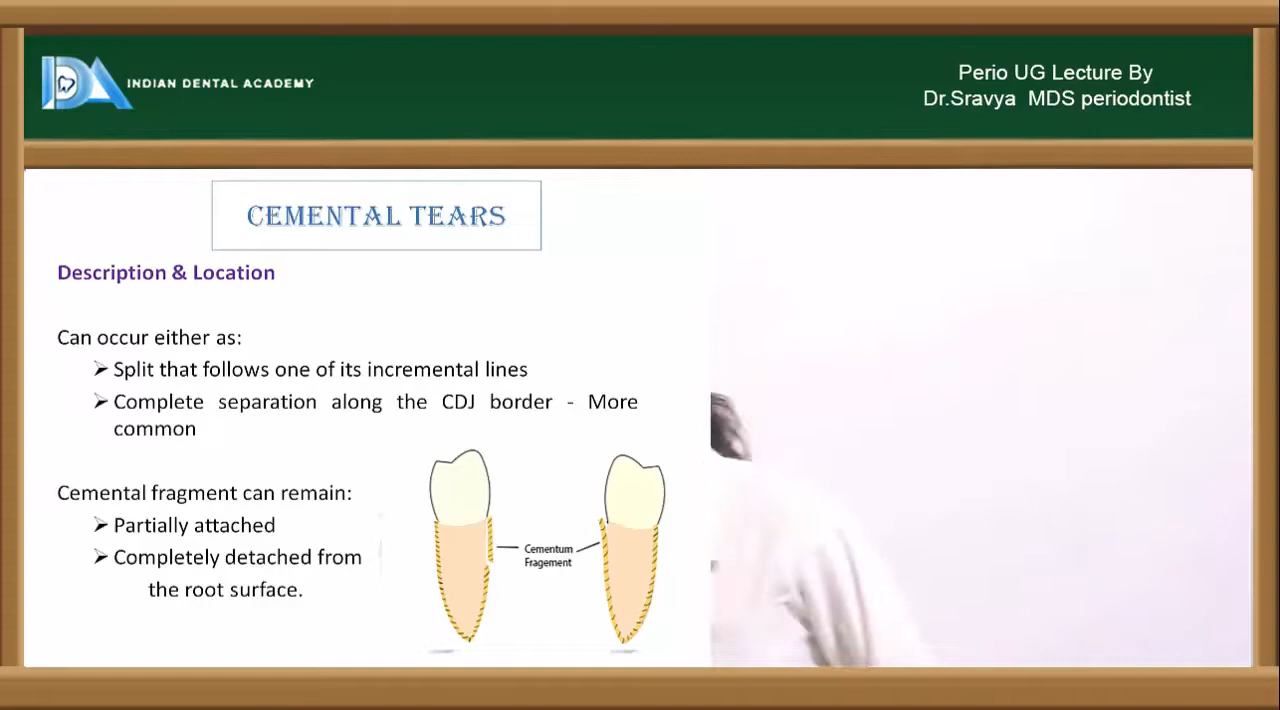 INDIAN DENTAL ACADEMY
Perio UG Lecture By
Dr.Sravya MDS periodontist
CEMENTAL TEARS
Description & Location
Can occur either as:
➢ Split that follows one of its incremental lines
➢ Complete separation along the CDJ border - More
common
Cemental fragment can remain:
➢ Partially attached
➢ Completely detached from
the root surface.
Cementum
Fragement